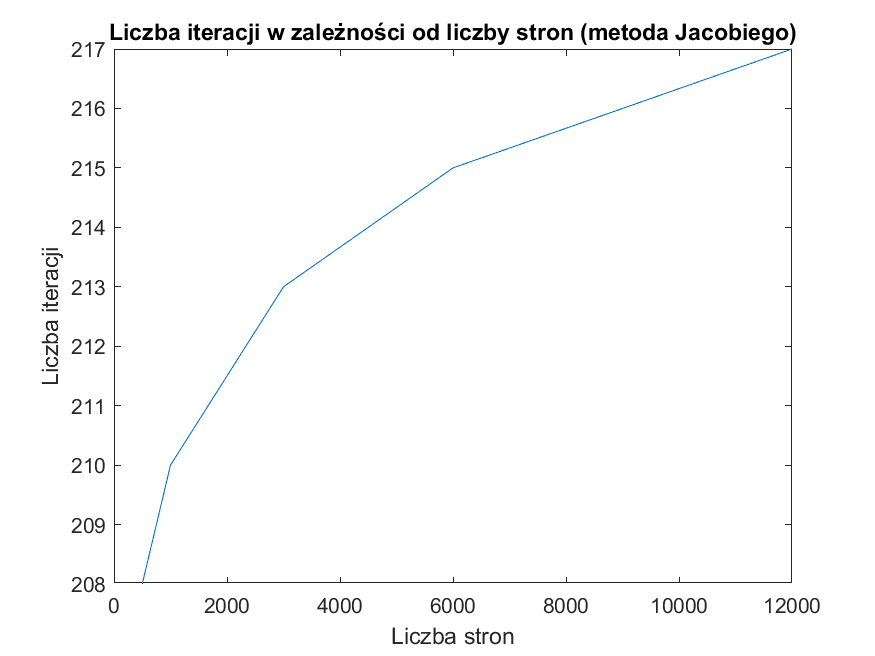 Liczba iteracji w zależności od liczby stron (metoda Jacobiego)
217
216
215
214
213
212
211
210
209
208
Liczba iteracji
0 2000 4000 6000 8000 10000 12000
Liczba stron